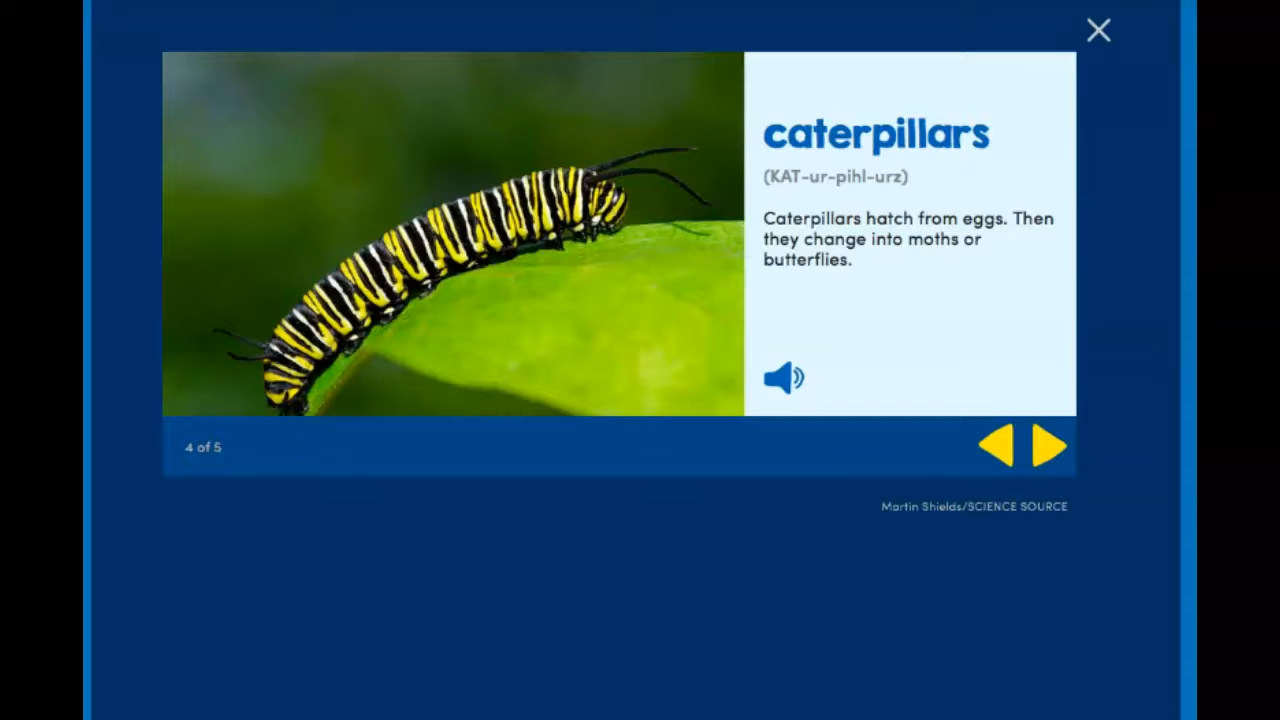 caterpillars
(KAT-ur-pihl-urz)
Caterpillars hatch from eggs. Then
they change into moths or
butterflies.
4 of 5
Martin Shields/SCIENCE SOURCE